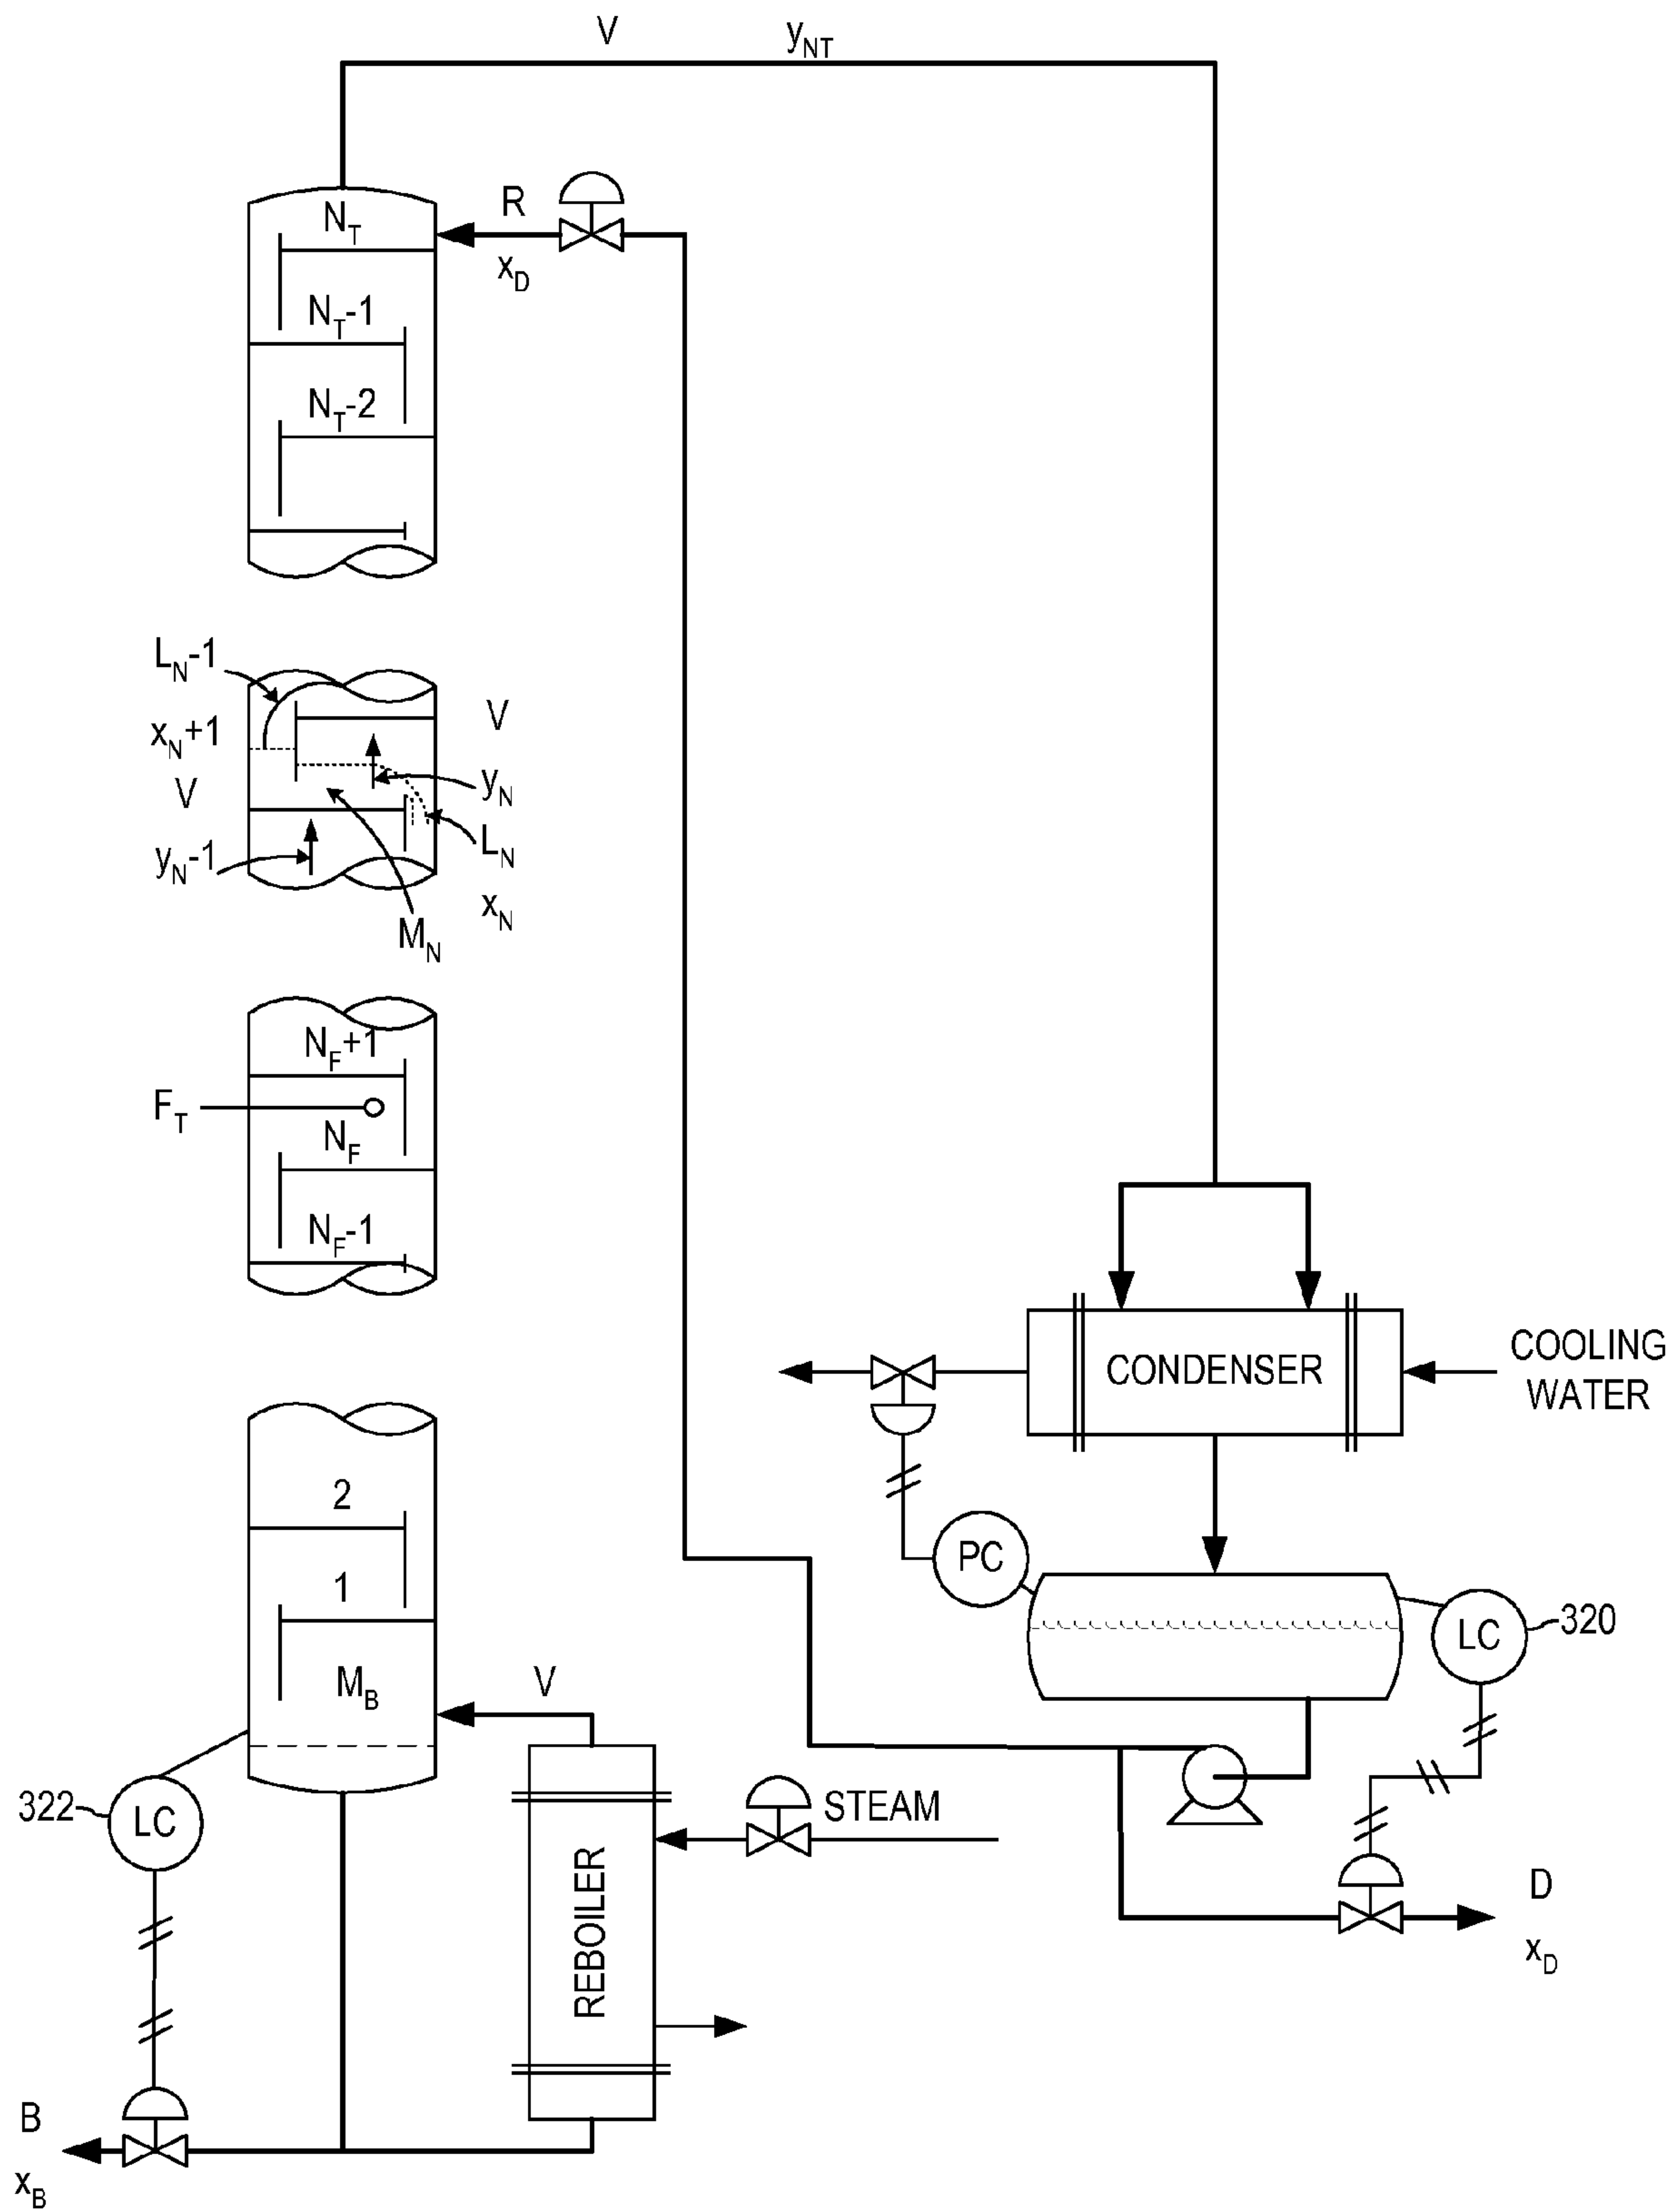 V
y_NT
N_T
R
x_D
N_T-1
N_T-2
L_N-1
x_N+1
V
V
y_N
y_N-1
L_N
x_N
M_N
N_F+1
F_T
N_F
N_F-1
CONDENSER
COOLING
WATER
2
PC
1
LC
320
M_B
V
322
LC
STEAM
REBOILER
D
x_D
B
x_B